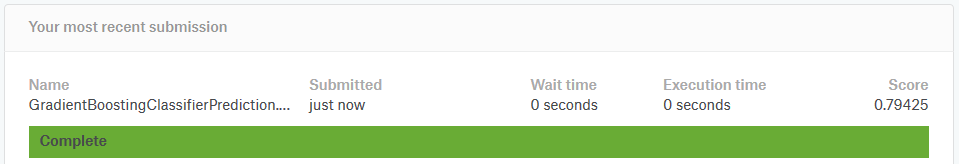 Your most recent submission
Name Submitted Wait time Execution time Score
GradientBoostingClassifierPrediction.... just now 0 seconds 0 seconds 0.79425
Complete